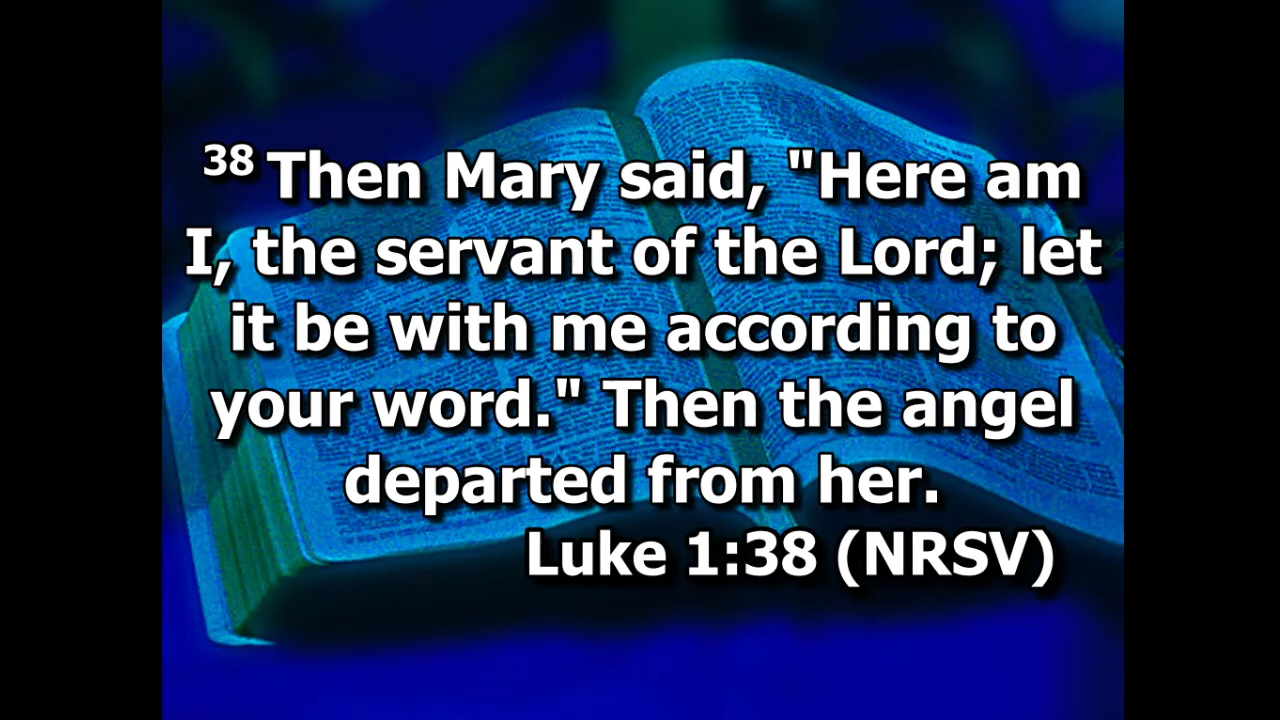 38 Then Mary said, "Here am
I, the servant of the Lord; let
it be with me according to
your word." Then the angel
departed from her.
Luke 1:38 (NRSV)